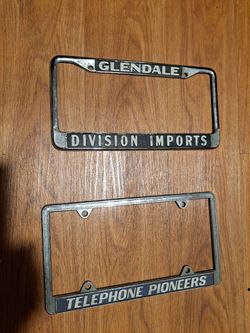 GLENDALE
DIVISION IMPORTS
TELEPHONE PIONEERS